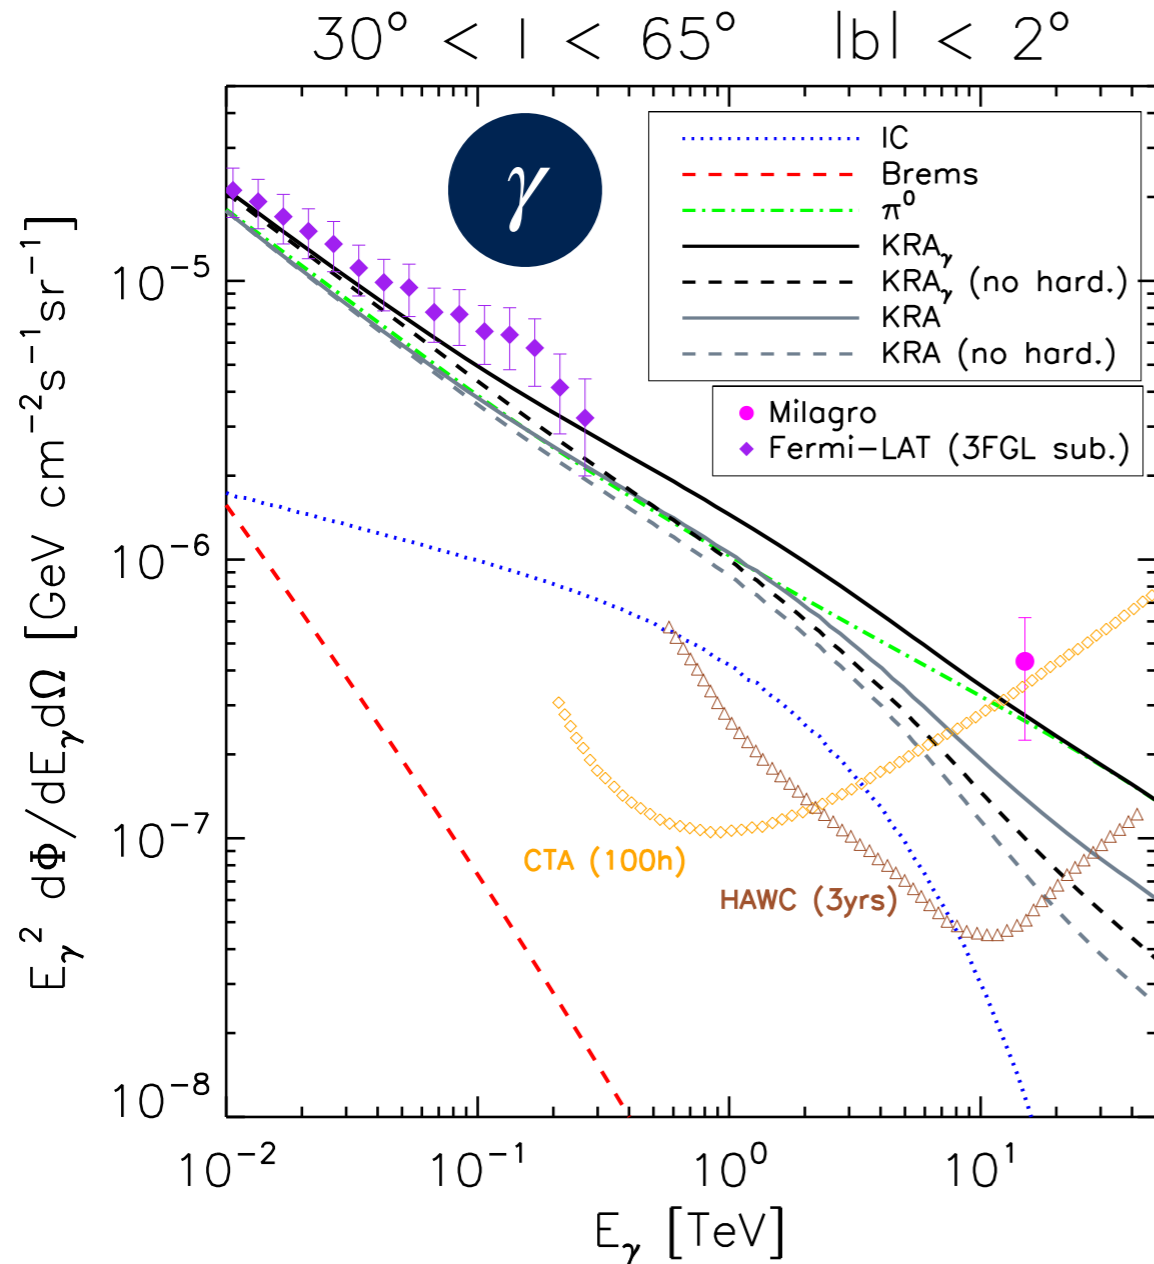 30° < l < 65° |b| < 2°
γ
IC
Brems
π⁰
KRAᵧ
KRAᵧ (no hard.)
KRA
KRA (no hard.)
Milagro
Fermi−LAT (3FGL sub.)
CTA (100h)
HAWC (3yrs)
E_γ² dΦ/dE_γdΩ [GeV cm⁻²s⁻¹sr⁻¹]
10⁻⁵
10⁻⁶
10⁻⁷
10⁻⁸
10⁻² 10⁻¹ 10⁰ 10¹
E_γ [TeV]